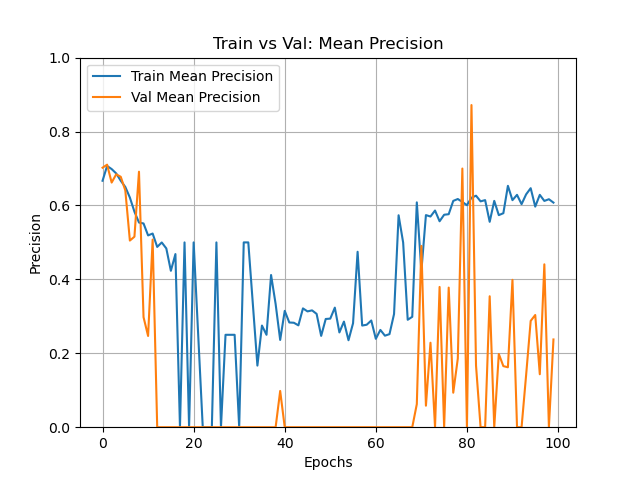 Train vs Val: Mean Precision
Train Mean Precision
Val Mean Precision
1.0
0.8
0.6
0.4
0.2
0.0
Precision
0 20 40 60 80 100
Epochs